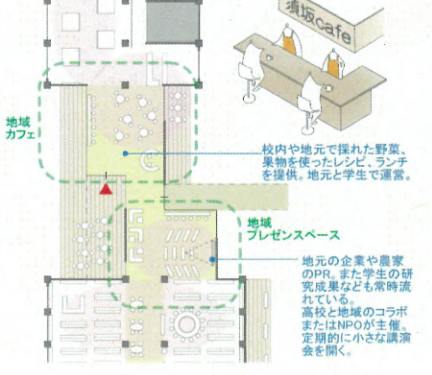 須坂cafe
地域
カフェ
校内や地元で採れた野菜、
果物を使ったレシピ、ランチ
を提供。地元と学生で運営。
地域
プレゼンスペース
地元の企業や農家
のPR。また学生の研
究成果なども常時流
れている。
高校と地域のコラボ
またはNPOが主催。
定期的に小さな講演
会を開く。